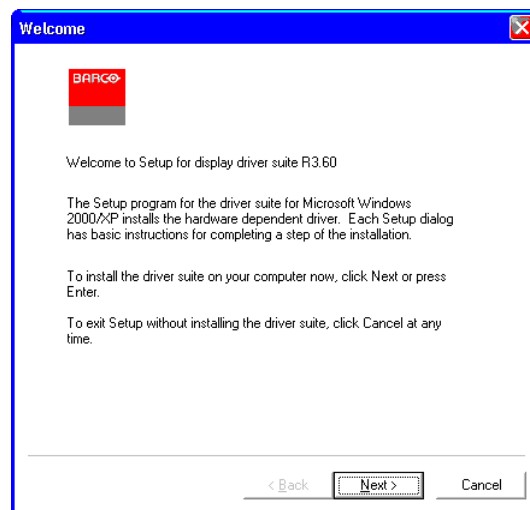 Welcome
BARCO
Welcome to Setup for display driver suite R3.60
The Setup program for the driver suite for Microsoft Windows
2000/XP installs the hardware dependent driver. Each Setup dialog
has basic instructions for completing a step of the installation.
To install the driver suite on your computer now, click Next or press
Enter.
To exit Setup without installing the driver suite, click Cancel at any
time.
< Back Next > Cancel